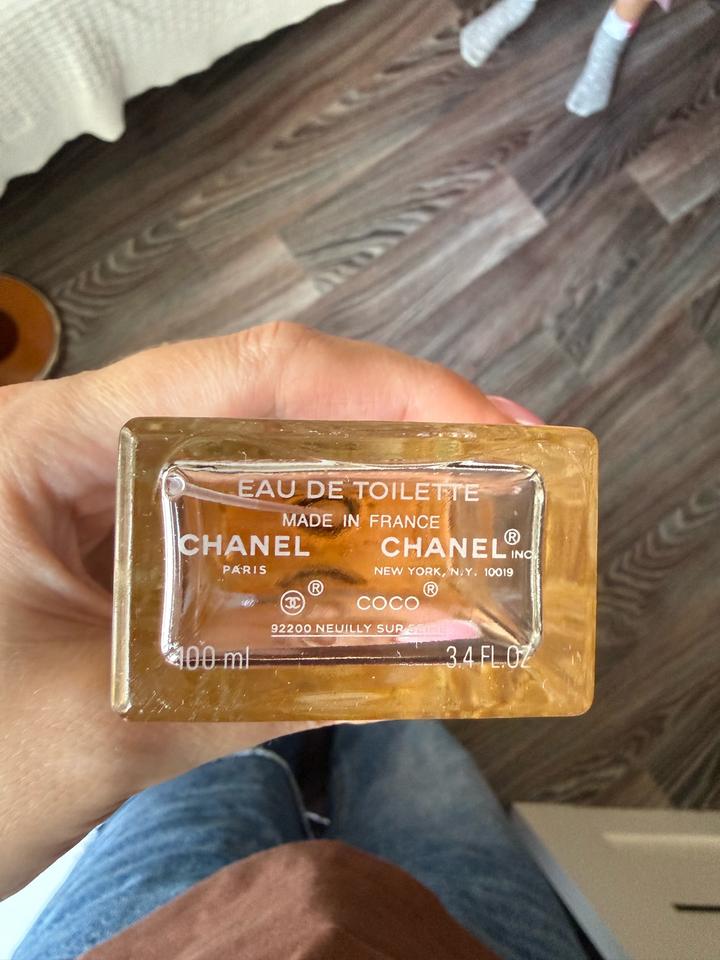 EAU DE TOILETTE
MADE IN FRANCE
CHANEL CHANEL® INC
PARIS NEW YORK, N.Y. 10019
® COCO®
92200 NEUILLY SUR SEINE
100 ml 3.4 FL.OZ